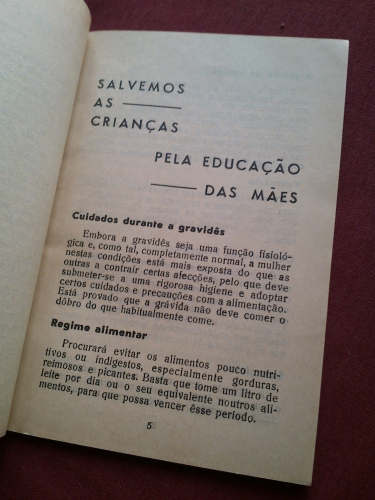 SALVEMOS
AS
CRIANÇAS
PELA EDUCAÇÃO
DAS MÃES
Cuidados durante a gravidês
Embora a gravidês seja uma função fisioló-
gica e, como tal, completamente normal, a mulher
nestas condições está mais exposta do que as
outras a contrair certas afecções, pelo que deve
submeter-se a uma rigorosa higiene e adoptar
certos cuidados e precauções com a alimentação.
Está provado que a grávida não deve comer o
dôbro do que habitualmente come.
Regime alimentar
Procurará evitar os alimentos pouco nutri-
tivos ou indigestos, especialmente gorduras,
reimosos e picantes. Basta que tome um litro de
leite por dia ou o seu equivalente noutros ali-
mentos, para que possa vencer êsse período.
5